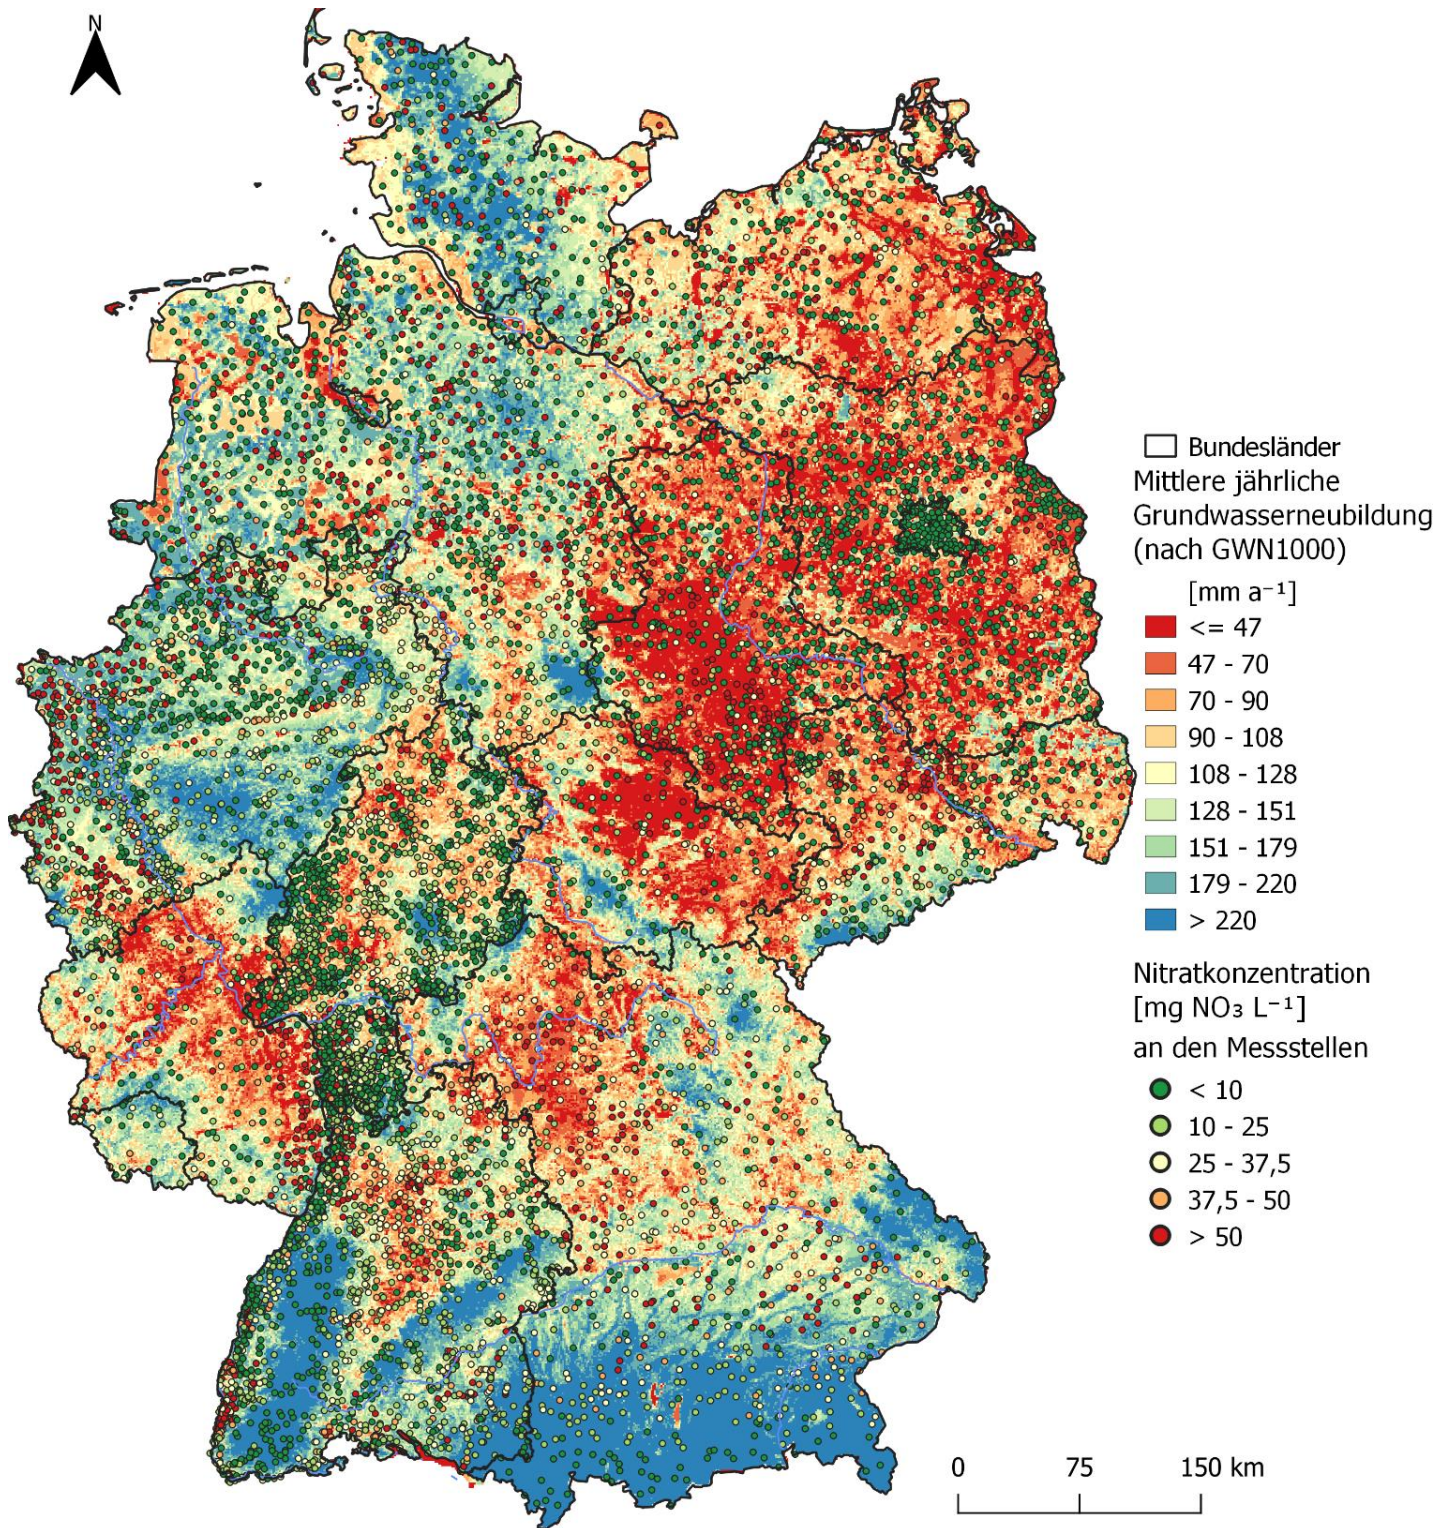 N
Bundesländer
Mittlere jährliche
Grundwasserneubildung
(nach GWN1000)
[mm a⁻¹]
<= 47
47 - 70
70 - 90
90 - 108
108 - 128
128 - 151
151 - 179
179 - 220
> 220
Nitratkonzentration
[mg NO₃ L⁻¹]
an den Messstellen
< 10
10 - 25
25 - 37,5
37,5 - 50
> 50
0 75 150 km